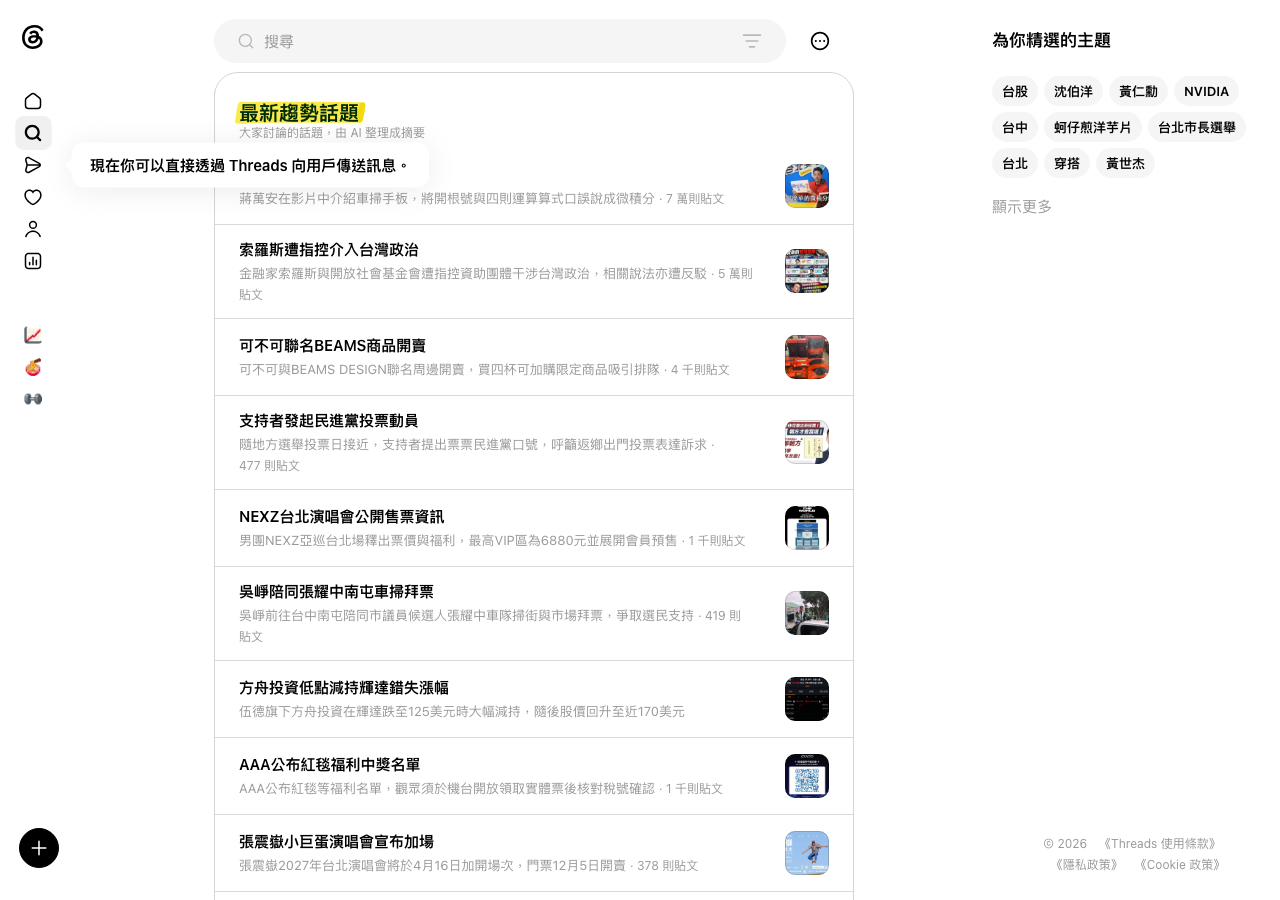 搜尋
最新趨勢話題
大家討論的話題，由 AI 整理成摘要
現在你可以直接透過 Threads 向用戶傳送訊息。
蔣萬安在影片中介紹車掃手板，將開根號與四則運算算式口誤說成微積分 · 7 萬則貼文
索羅斯遭指控介入台灣政治
金融家索羅斯與開放社會基金會遭指控資助團體干涉台灣政治，相關說法亦遭反駁 · 5 萬則
貼文
可不可聯名BEAMS商品開賣
可不可與BEAMS DESIGN聯名周邊開賣，買四杯可加購限定商品吸引排隊 · 4 千則貼文
支持者發起民進黨投票動員
隨地方選舉投票日接近，支持者提出票票民進黨口號，呼籲返鄉出門投票表達訴求 ·
477 則貼文
NEXZ台北演唱會公開售票資訊
男團NEXZ亞巡台北場釋出票價與福利，最高VIP區為6880元並展開會員預售 · 1 千則貼文
吳崢陪同張耀中南屯車掃拜票
吳崢前往台中南屯陪同市議員候選人張耀中車隊掃街與市場拜票，爭取選民支持 · 419 則
貼文
方舟投資低點減持輝達錯失漲幅
伍德旗下方舟投資在輝達跌至125美元時大幅減持，隨後股價回升至近170美元
AAA公布紅毯福利中獎名單
AAA公布紅毯等福利名單，觀眾須於機台開放領取實體票後核對稅號確認 · 1 千則貼文
張震嶽小巨蛋演唱會宣布加場
張震嶽2027年台北演唱會將於4月16日加開場次，門票12月5日開賣 · 378 則貼文
為你精選的主題
台股 沈伯洋 黃仁勳 NVIDIA
台中 蚵仔煎洋芋片 台北市長選舉
台北 穿搭 黃世杰
顯示更多
© 2026 《Threads 使用條款》
《隱私政策》 《Cookie 政策》